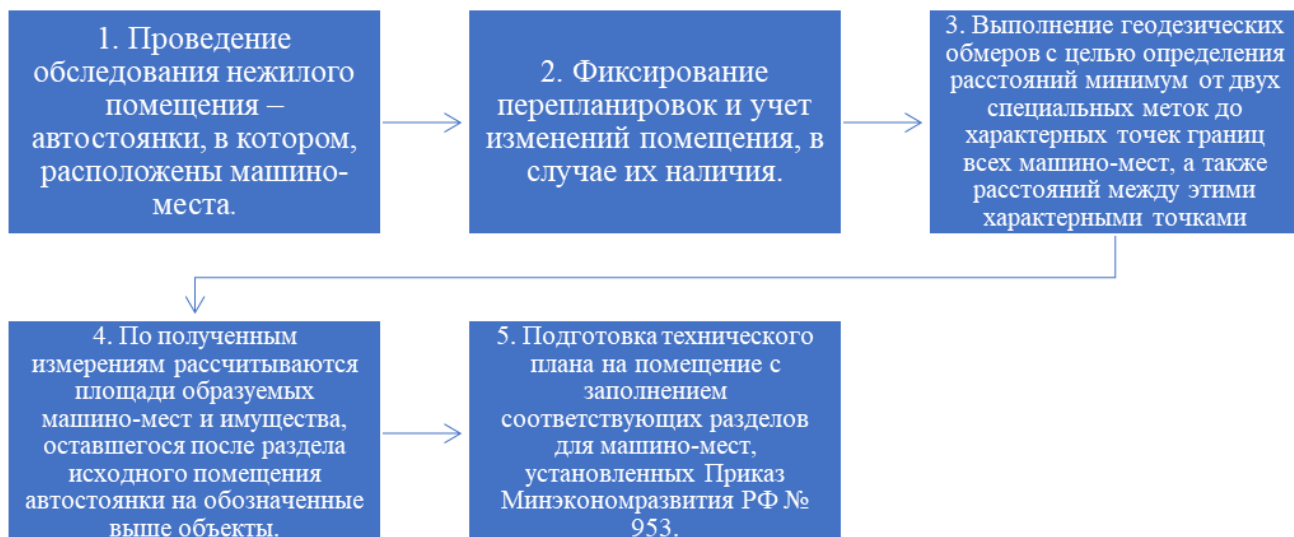 1. Проведение
обследования нежилого
помещения –
автостоянки, в котором,
расположены машино-
места.
2. Фиксирование
перепланировок и учет
изменений помещения, в
случае их наличия.
3. Выполнение геодезических
обмеров с целью определения
расстояний минимум от двух
специальных меток до
характерных точек границ
всех машино-мест, а также
расстояний между этими
характерными точками
4. По полученным
измерениям рассчитываются
площади образуемых
машино-мест и имущества,
оставшегося после раздела
исходного помещения
автостоянки на обозначенные
выше объекты.
5. Подготовка технического
плана на помещение с
заполнением
соответствующих разделов
для машино-мест,
установленных Приказ
Минэкономразвития РФ №
953.